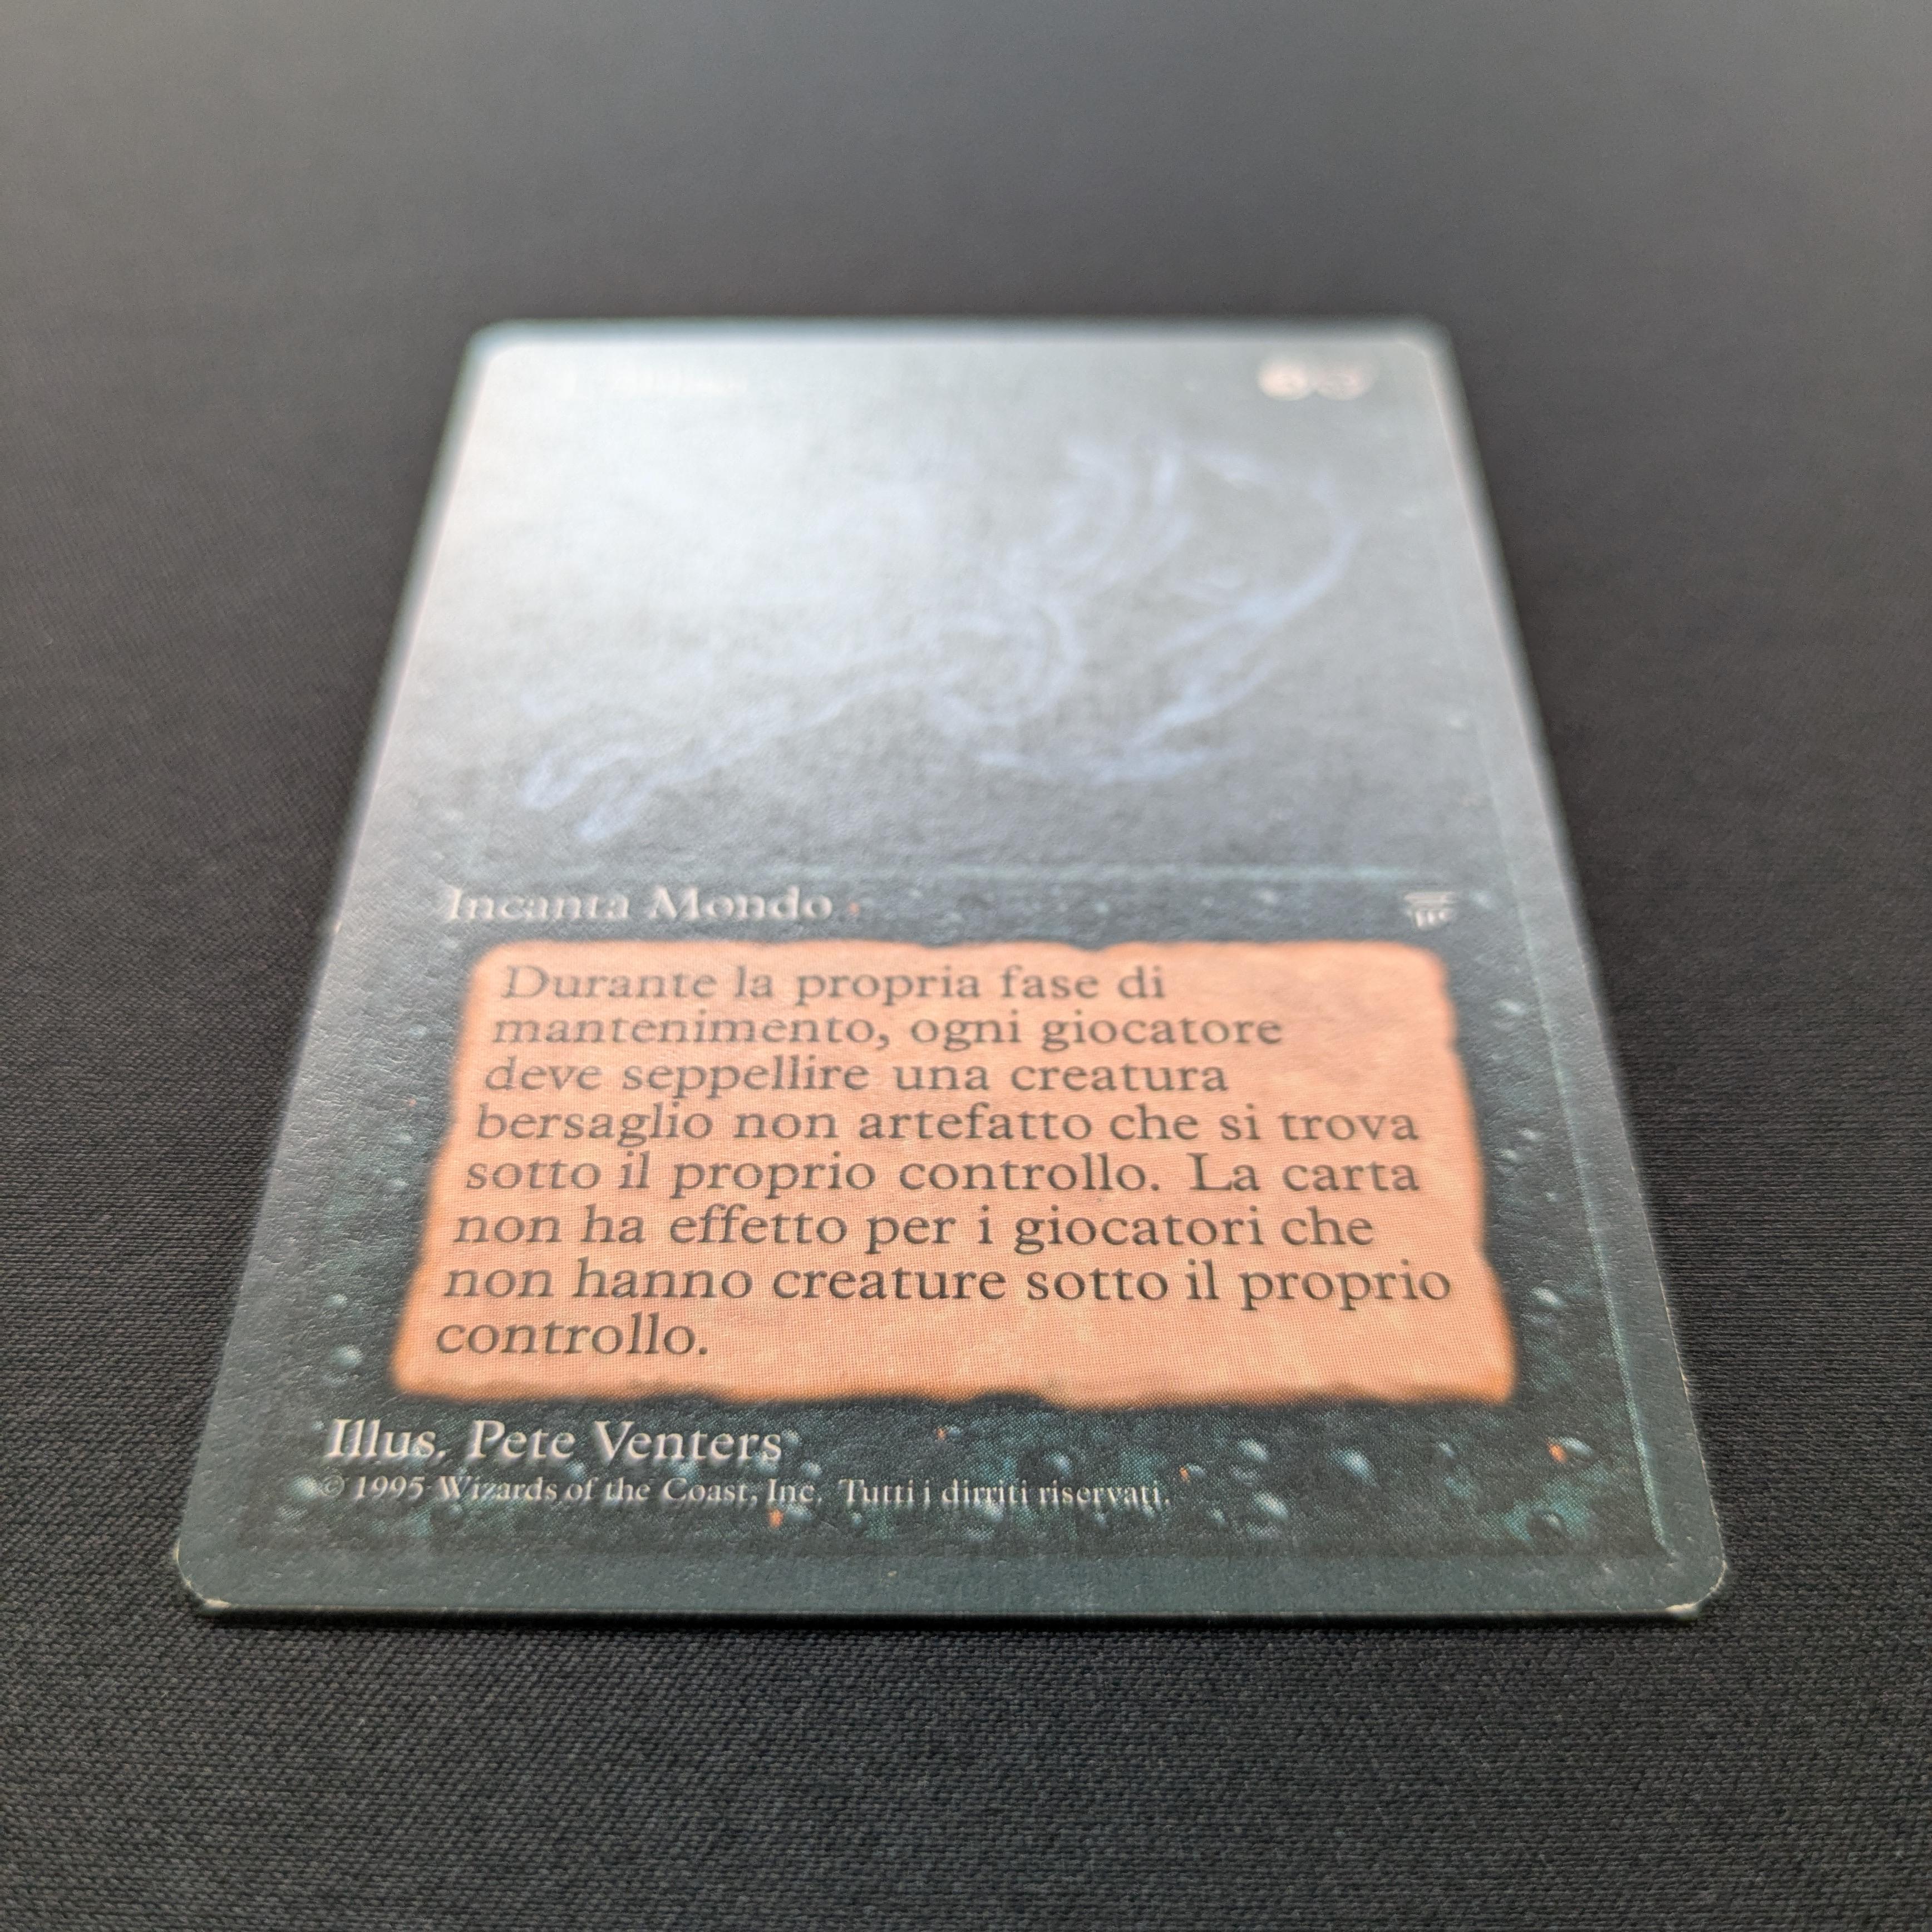 Incanta Mondo
Durante la propria fase di
mantenimento, ogni giocatore
deve seppellire una creatura
bersaglio non artefatto che si trova
sotto il proprio controllo. La carta
non ha effetto per i giocatori che
non hanno creature sotto il proprio
controllo.
Illus. Pete Venters
© 1995 Wizards of the Coast, Inc. Tutti i dirriti riservati.